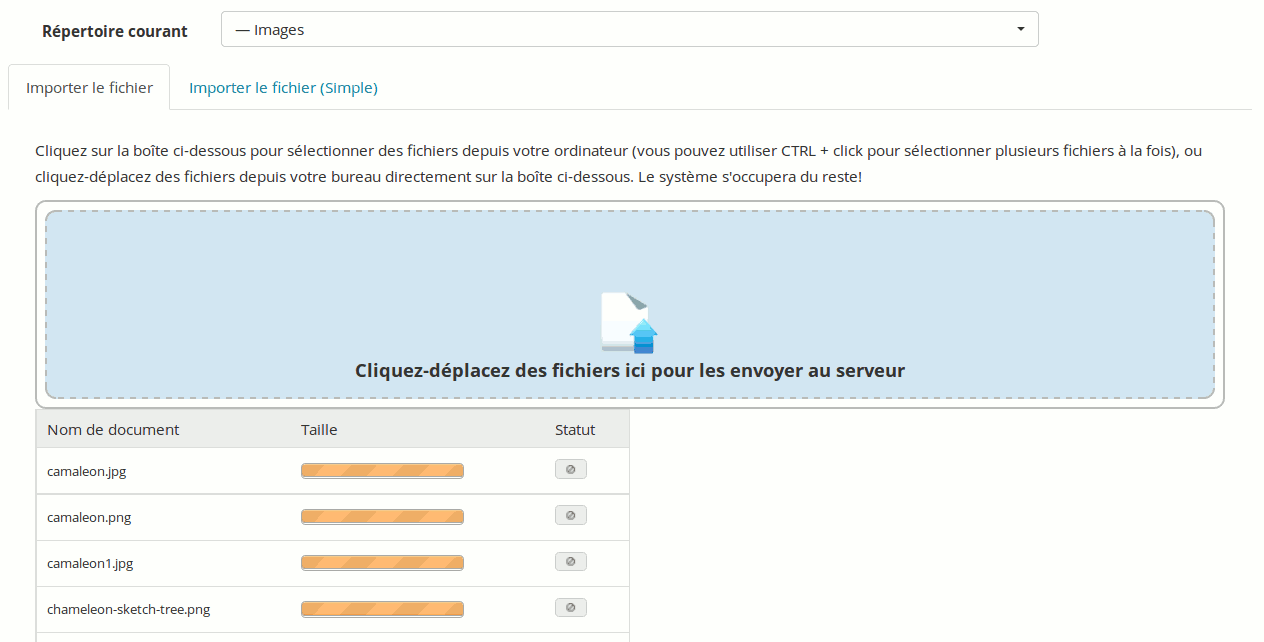 Répertoire courant
— Images
Importer le fichier
Importer le fichier (Simple)
Cliquez sur la boîte ci-dessous pour sélectionner des fichiers depuis votre ordinateur (vous pouvez utiliser CTRL + click pour sélectionner plusieurs fichiers à la fois), ou
cliquez-déplacez des fichiers depuis votre bureau directement sur la boîte ci-dessous. Le système s'occupera du reste!
Cliquez-déplacez des fichiers ici pour les envoyer au serveur
Nom de document Taille Statut
camaleon.jpg
camaleon.png
camaleon1.jpg
chameleon-sketch-tree.png